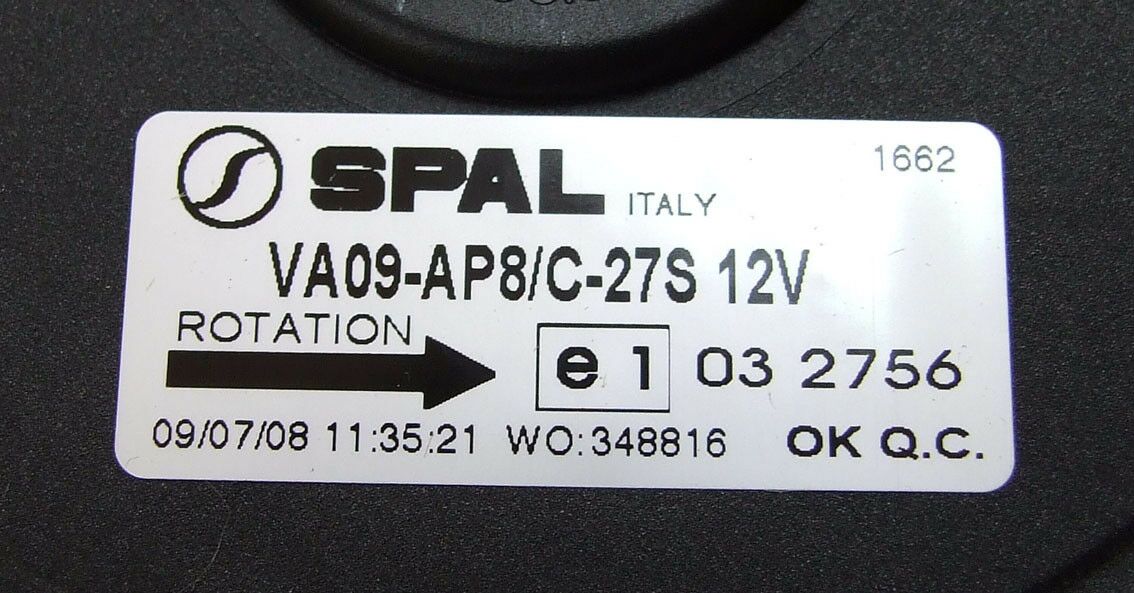 SPAL ITALY 1662
VA09-AP8/C-27S 12V
ROTATION
e 1 03 2756
09/07/08 11:35:21 WO:348816 OK Q.C.